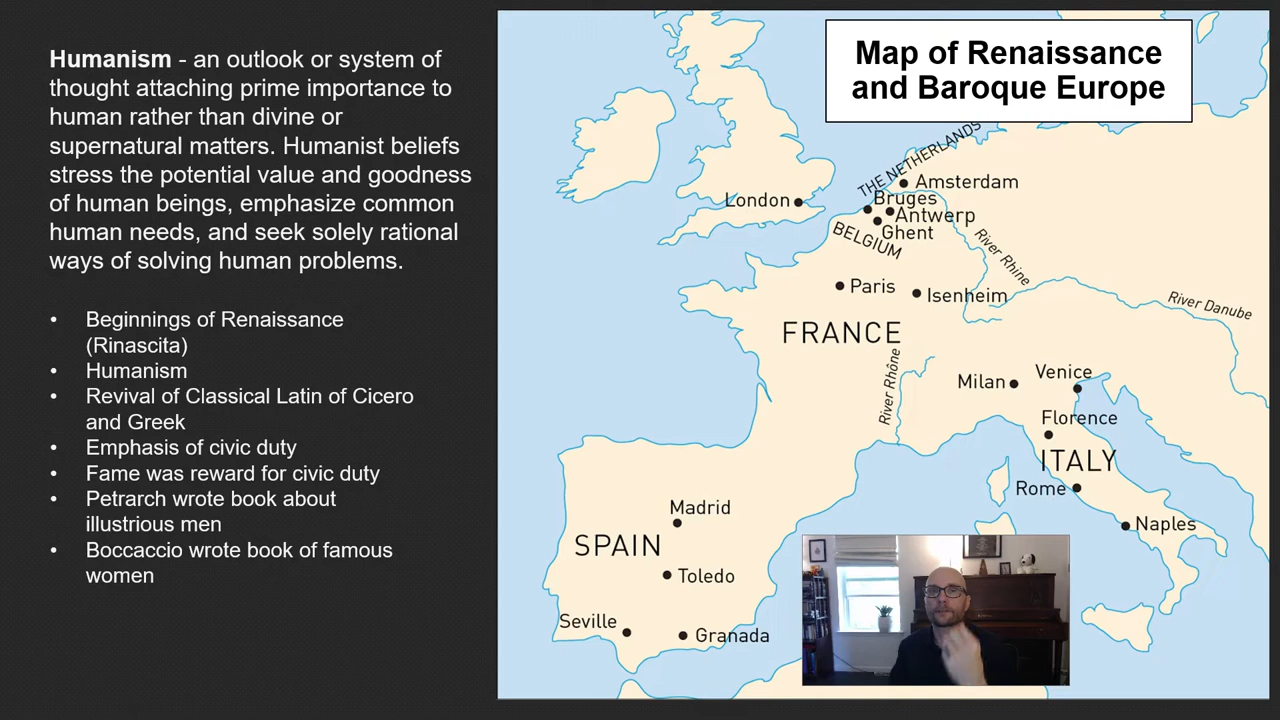 Humanism - an outlook or system of
thought attaching prime importance to
human rather than divine or
supernatural matters. Humanist beliefs
stress the potential value and goodness
of human beings, emphasize common
human needs, and seek solely rational
ways of solving human problems.
• Beginnings of Renaissance
(Rinascita)
• Humanism
• Revival of Classical Latin of Cicero
and Greek
• Emphasis of civic duty
• Fame was reward for civic duty
• Petrarch wrote book about
illustrious men
• Boccaccio wrote book of famous
women
Map of Renaissance
and Baroque Europe
THE NETHERLANDS
Amsterdam
London
Bruges
Antwerp
Ghent
BELGIUM
River Rhine
Paris
Isenheim
River Danube
FRANCE
River Rhône
Milan
Venice
Florence
ITALY
Rome
Naples
Madrid
SPAIN
Toledo
Seville
Granada